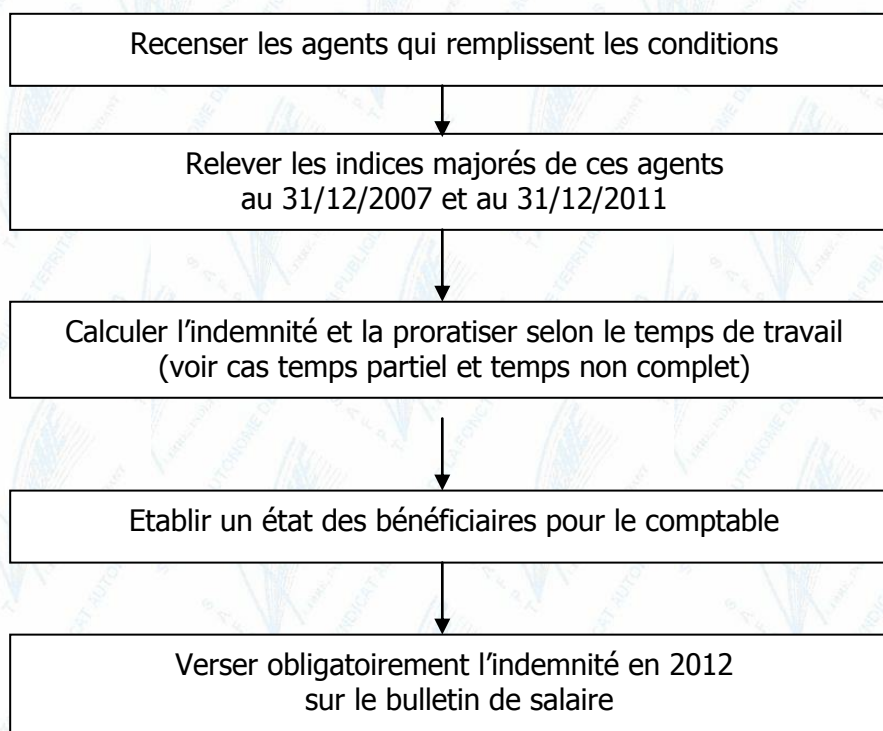 Recenser les agents qui remplissent les conditions
Relever les indices majorés de ces agents
au 31/12/2007 et au 31/12/2011
Calculer l’indemnité et la proratiser selon le temps de travail
(voir cas temps partiel et temps non complet)
Etablir un état des bénéficiaires pour le comptable
Verser obligatoirement l’indemnité en 2012
sur le bulletin de salaire